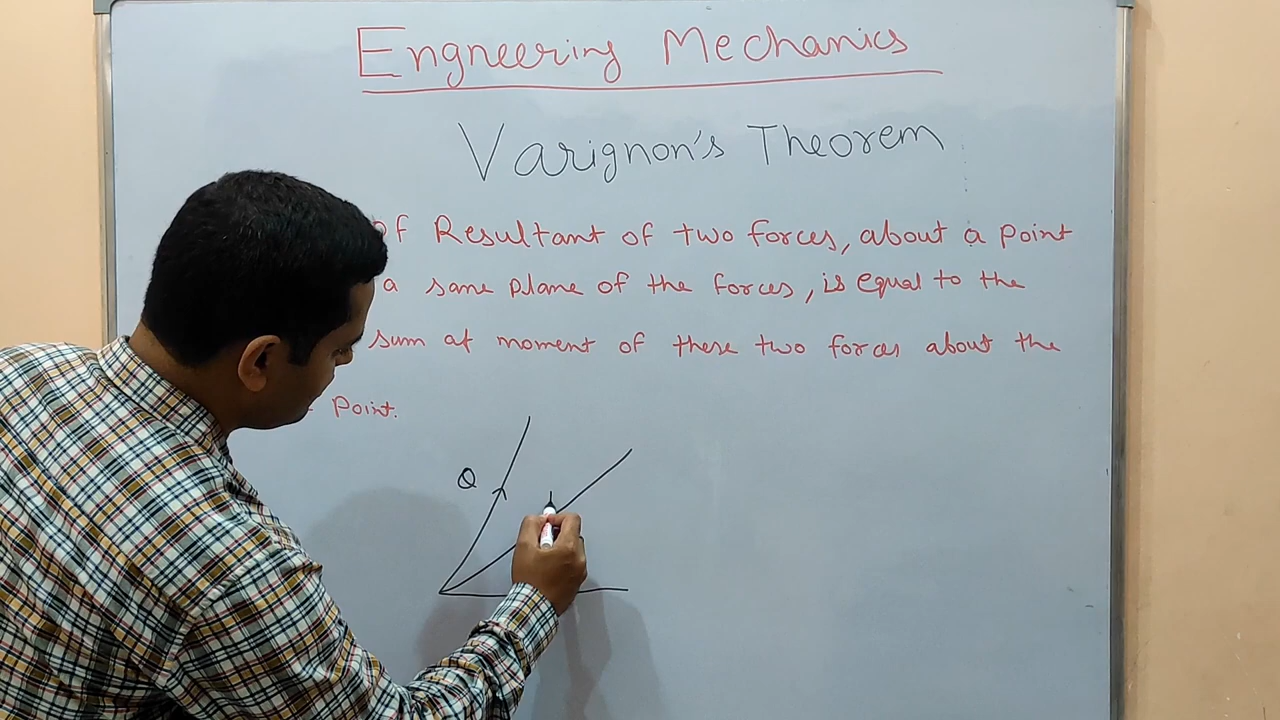 Engneering Mechanics
Varignon's Theorem
of Resultant of two forces, about a point
a same plane of the forces, is equal to the
sum of moment of these two forces about the
Point.
Q